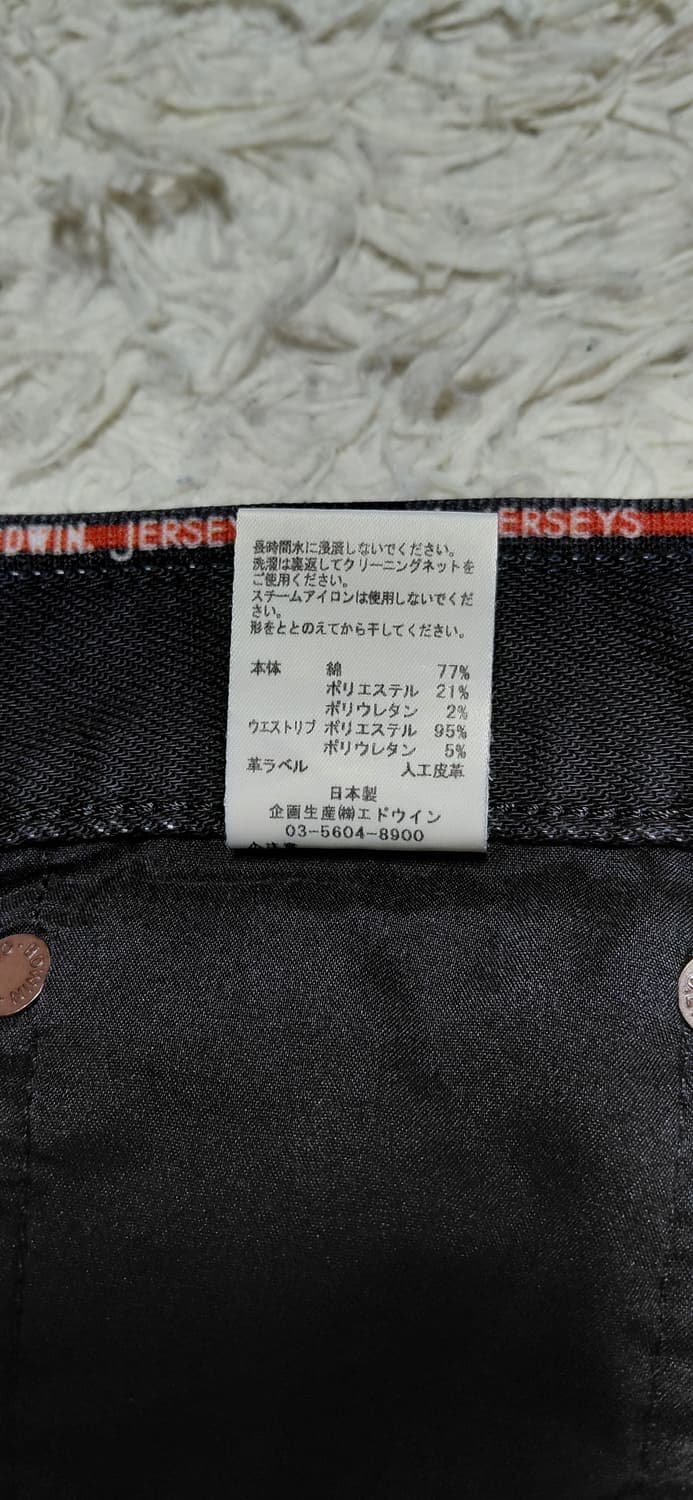 DWIN. JERSEY
ERSEYS
長時間水に浸漬しないでください。
洗濯は裏返してクリーニングネットを
ご使用ください。
スチームアイロンは使用しないでくだ
さい。
形をととのえてから干してください。
本体 綿 77%
ポリエステル 21%
ポリウレタン 2%
ウエストリブ ポリエステル 95%
ポリウレタン 5%
革ラベル 人工皮革
日本製
企画生産㈱エドウイン
03-5604-8900